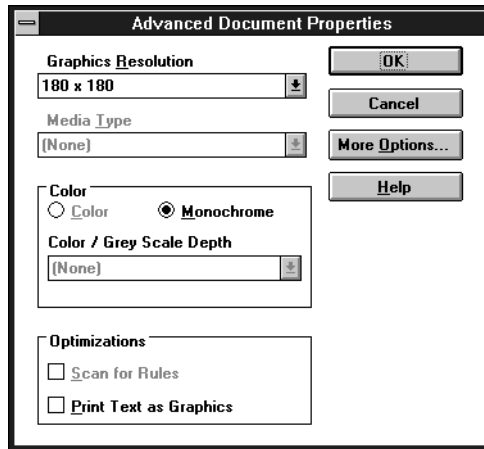 Advanced Document Properties
Graphics Resolution
180 x 180
Media Type
(None)
Color
Color
Monochrome
Color / Grey Scale Depth
(None)
Optimizations
Scan for Rules
Print Text as Graphics
OK
Cancel
More Options...
Help